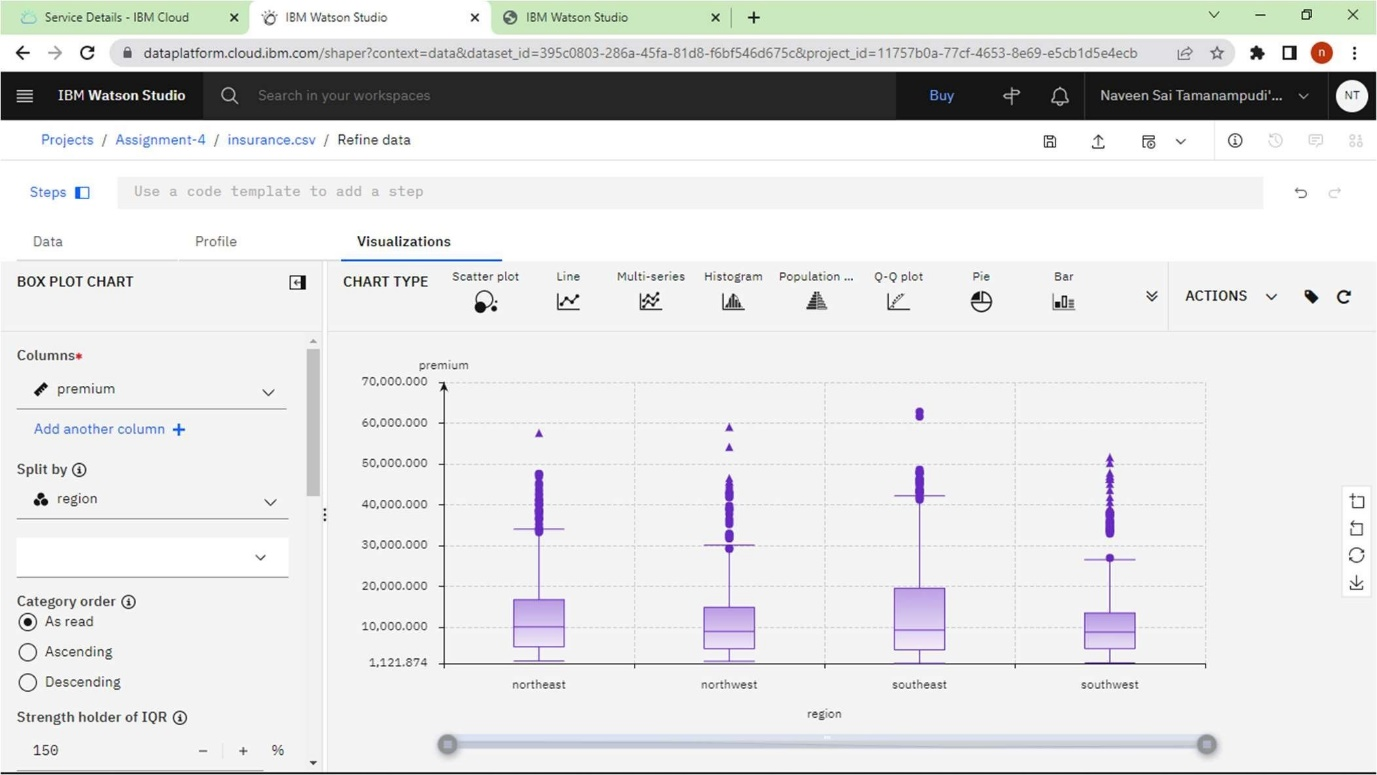 Service Details - IBM Cloud
IBM Watson Studio
IBM Watson Studio
dataplatform.cloud.ibm.com/shaper?context=data&dataset_id=395c0803-286a-45fa-81d8-f6bf546d675c&project_id=11757b0a-77cf-4653-8e69-e5cb1d5e4ecb
n
IBM Watson Studio
Search in your workspaces
Buy
Naveen Sai Tamanampudi'...
NT
Projects / Assignment-4 / insurance.csv / Refine data
Steps
Use a code template to add a step
Data
Profile
Visualizations
BOX PLOT CHART
Columns*
premium
Add another column +
Split by
region
Category order
As read
Ascending
Descending
Strength holder of IQR
150 − + %
CHART TYPE
Scatter plot
Line
Multi-series
Histogram
Population ...
Q-Q plot
Pie
Bar
ACTIONS
premium
70,000.000
60,000.000
50,000.000
40,000.000
30,000.000
20,000.000
10,000.000
1,121.874
northeast
northwest
southeast
southwest
region